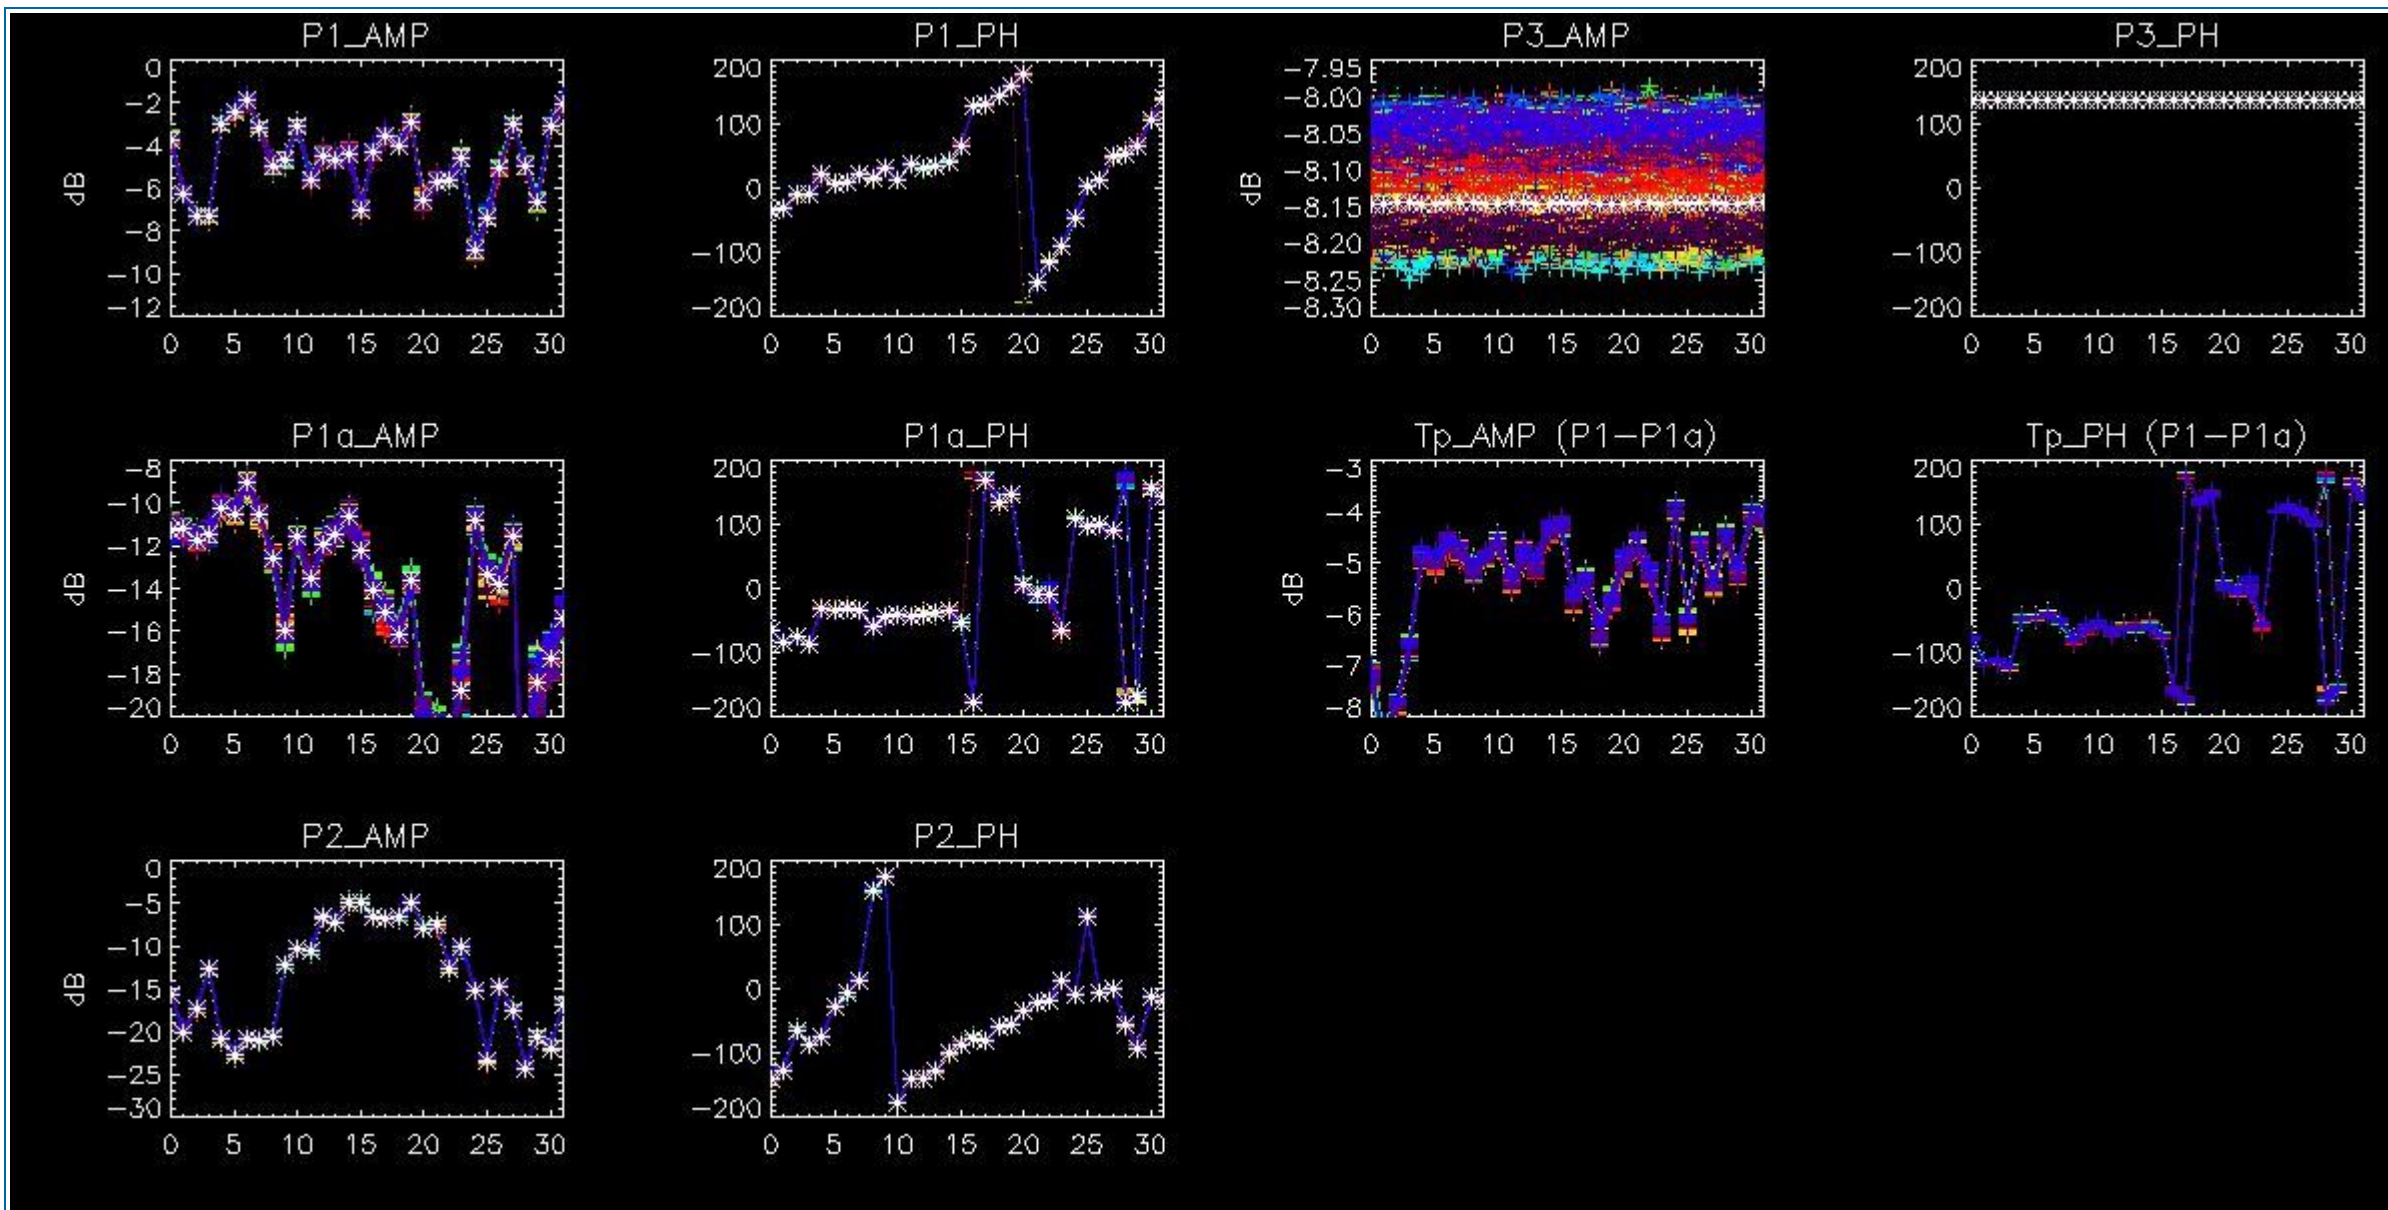 P1_AMP P1_PH P3_AMP P3_PH
0 200 -7.95 200
-2 100 -8.00 100
-4 0 -8.05 0
dB -6 -100 dB -8.10 -100
-8 -200 -8.15 -200
-10 -8.20
-12 -8.25
-8.30
0 5 10 15 20 25 30 0 5 10 15 20 25 30 0 5 10 15 20 25 30 0 5 10 15 20 25 30
P1a_AMP P1a_PH Tp_AMP (P1-P1a) Tp_PH (P1-P1a)
-8 200 -3 200
-10 100 -4 100
-12 0 -5 0
dB -14 -100 dB -6 -100
-16 -200 -7 -200
-18 -8
-20
0 5 10 15 20 25 30 0 5 10 15 20 25 30 0 5 10 15 20 25 30 0 5 10 15 20 25 30
P2_AMP P2_PH
0 200
-5 100
-10 0
dB -15 -100
-20 -200
-25
-30
0 5 10 15 20 25 30 0 5 10 15 20 25 30